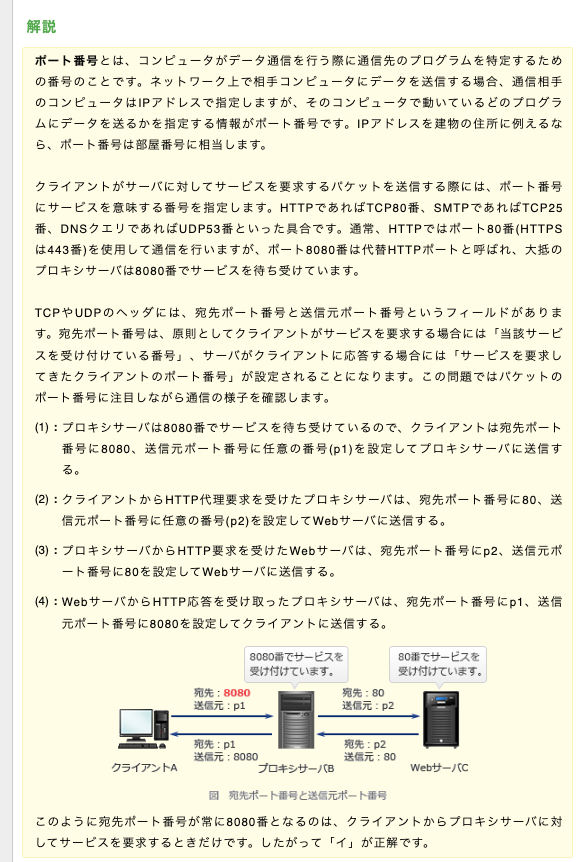 解説
ポート番号とは、コンピュータがデータ通信を行う際に通信先のプログラムを特定するため
の番号のことです。ネットワーク上で相手コンピュータにデータを送信する場合、通信相手
のコンピュータはIPアドレスで指定しますが、そのコンピュータで動いているどのプログラ
ムにデータを送るかを指定する情報がポート番号です。IPアドレスを建物の住所に例えるな
ら、ポート番号は部屋番号に相当します。
クライアントがサーバに対してサービスを要求するパケットを送信する際には、ポート番号
にサービスを意味する番号を指定します。HTTPであればTCP80番、SMTPであればTCP25
番、DNSクエリであればUDP53番といった具合です。通常、HTTPではポート80番(HTTPS
は443番)を使用して通信を行いますが、ポート8080番は代替HTTPポートと呼ばれ、大抵の
プロキシサーバは8080番でサービスを待ち受けています。
TCPやUDPのヘッダには、宛先ポート番号と送信元ポート番号というフィールドがありま
す。宛先ポート番号は、原則としてクライアントがサービスを要求する場合には「当該サービ
スを受け付けている番号」、サーバがクライアントに応答する場合には「サービスを要求し
てきたクライアントのポート番号」が設定されることになります。この問題ではパケットの
ポート番号に注目しながら通信の様子を確認します。
(1)：プロキシサーバは8080番でサービスを待ち受けているので、クライアントは宛先ポート
番号に8080、送信元ポート番号に任意の番号(p1)を設定してプロキシサーバに送信す
る。
(2)：クライアントからHTTP代理要求を受けたプロキシサーバは、宛先ポート番号に80、送
信元ポート番号に任意の番号(p2)を設定してWebサーバに送信する。
(3)：プロキシサーバからHTTP要求を受けたWebサーバは、宛先ポート番号にp2、送信元ポ
ート番号に80を設定してWebサーバに送信する。
(4)：WebサーバからHTTP応答を受け取ったプロキシサーバは、宛先ポート番号にp1、送信
元ポート番号に8080を設定してクライアントに送信する。
8080番でサービスを
受け付けています。
80番でサービスを
受け付けています。
宛先：8080
送信元：p1
宛先：80
送信元：p2
宛先：p1
送信元：8080
宛先：p2
送信元：80
クライアントA
プロキシサーバB
WebサーバC
図 宛先ポート番号と送信元ポート番号
このように宛先ポート番号が常に8080番となるのは、クライアントからプロキシサーバに対
してサービスを要求するときだけです。したがって「イ」が正解です。